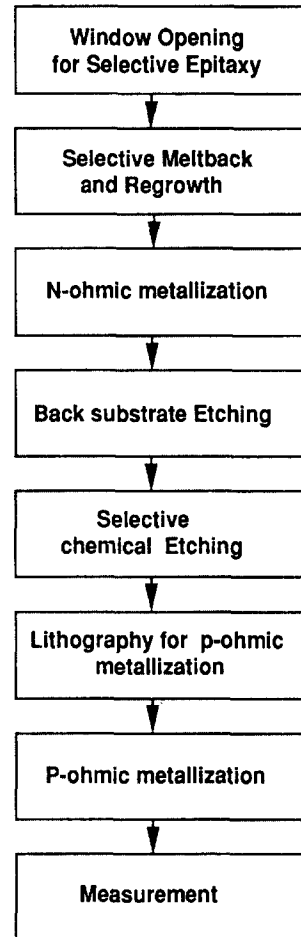 Window Opening
for Selective Epitaxy
Selective Meltback
and Regrowth
N-ohmic metallization
Back substrate Etching
Selective
chemical Etching
Lithography for p-ohmic
metallization
P-ohmic metallization
Measurement